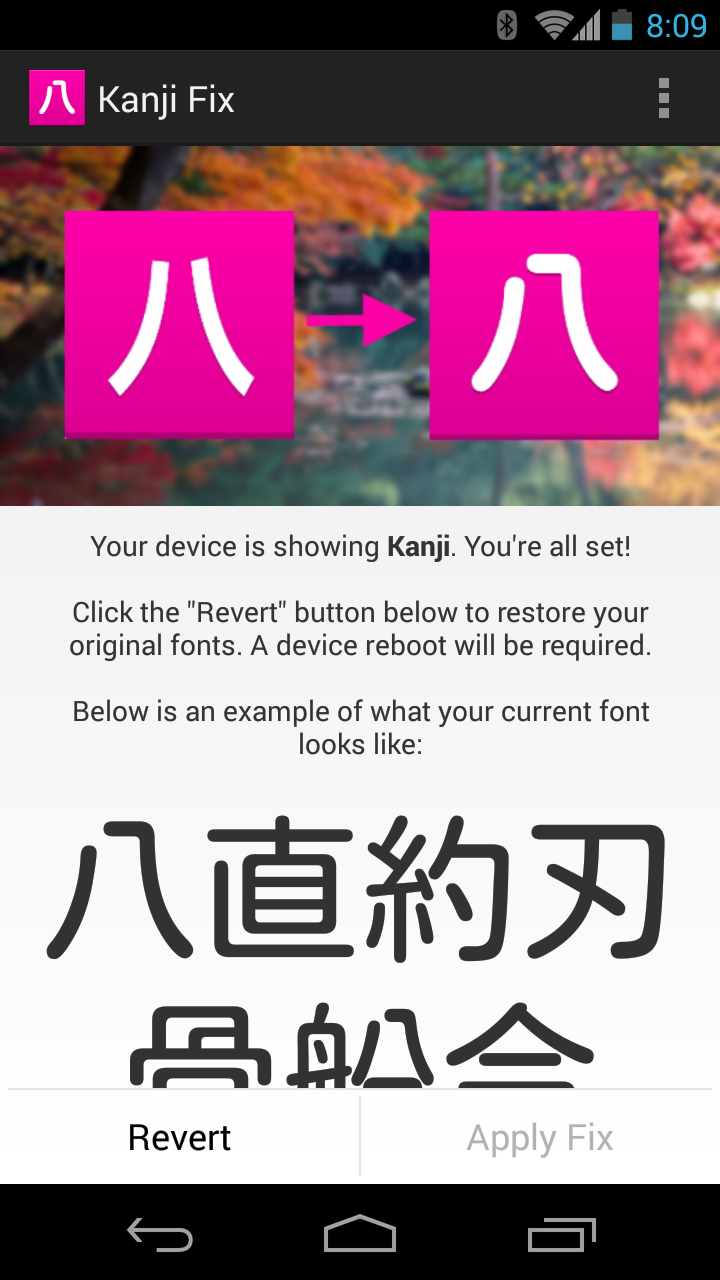 8:09
八 Kanji Fix
八 八
Your device is showing Kanji. You're all set!
Click the "Revert" button below to restore your
original fonts. A device reboot will be required.
Below is an example of what your current font
looks like:
八直約刃
骨船
Revert Apply Fix